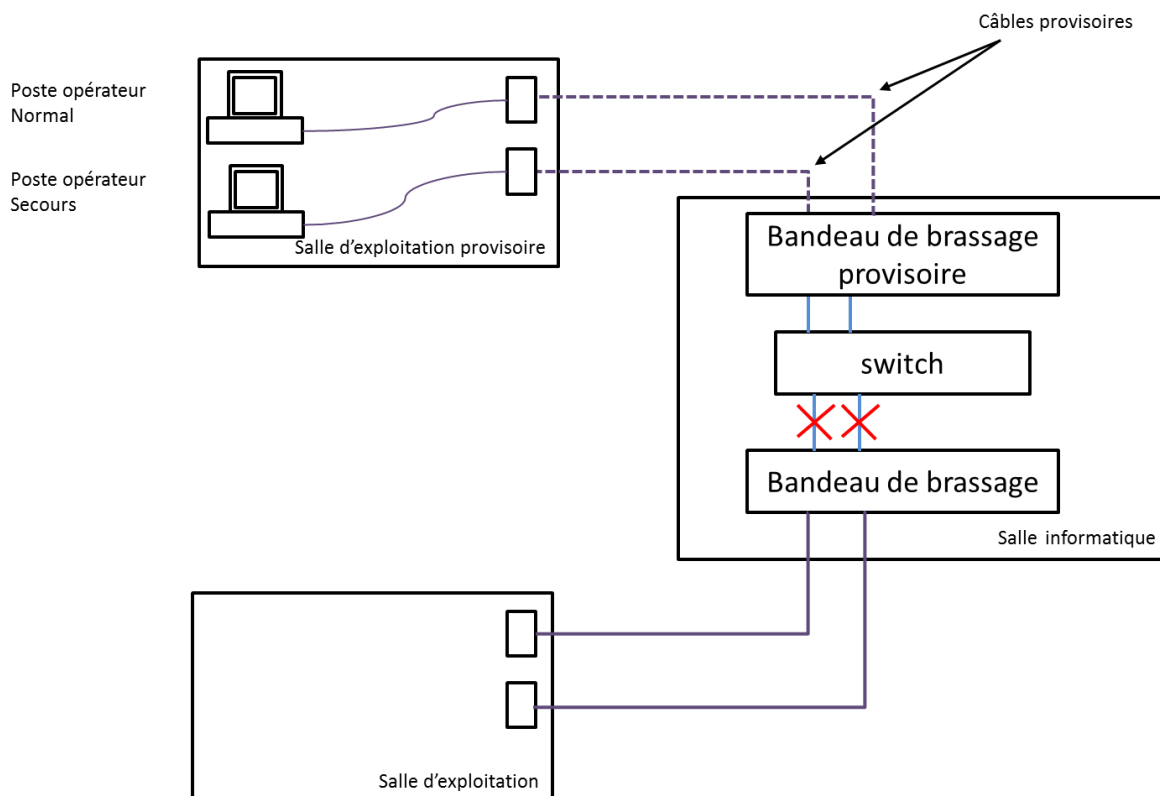 Câbles provisoires
Poste opérateur
Normal
Poste opérateur
Secours
Salle d'exploitation provisoire
Bandeau de brassage
provisoire
switch
Bandeau de brassage
Salle informatique
Salle d'exploitation